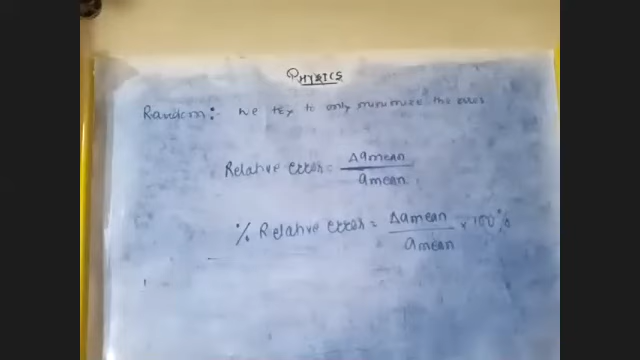 PHYSICS
Random:- we try to only minimize the error
Relative error = Δamean / amean
% Relative error = Δamean / amean × 100%